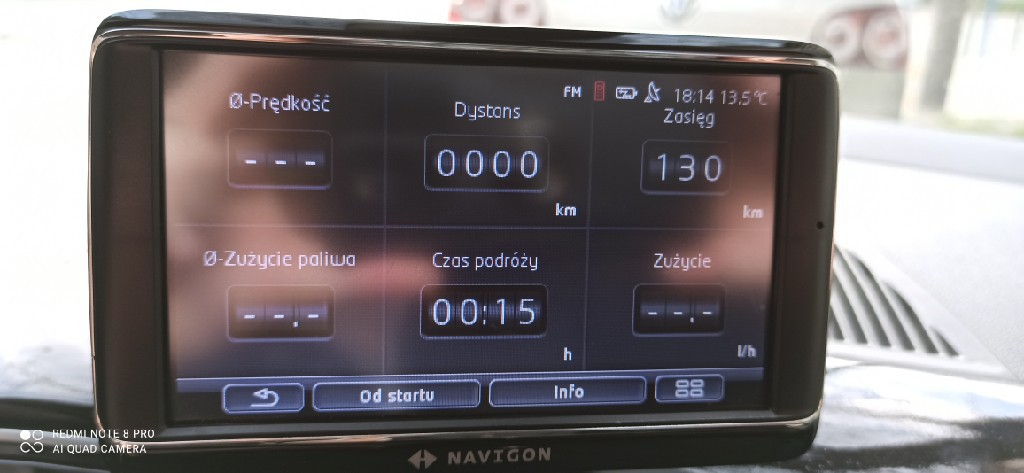 FM 18:14 13.5°C
Ø-Prędkość Dystans Zasięg
--- 0000 130
km km
Ø-Zużycie paliwa Czas podróży Zużycie
--.- 00:15 --.-
h l/h
Od startu Info
NAVIGON
REDMI NOTE 8 PRO
AI QUAD CAMERA